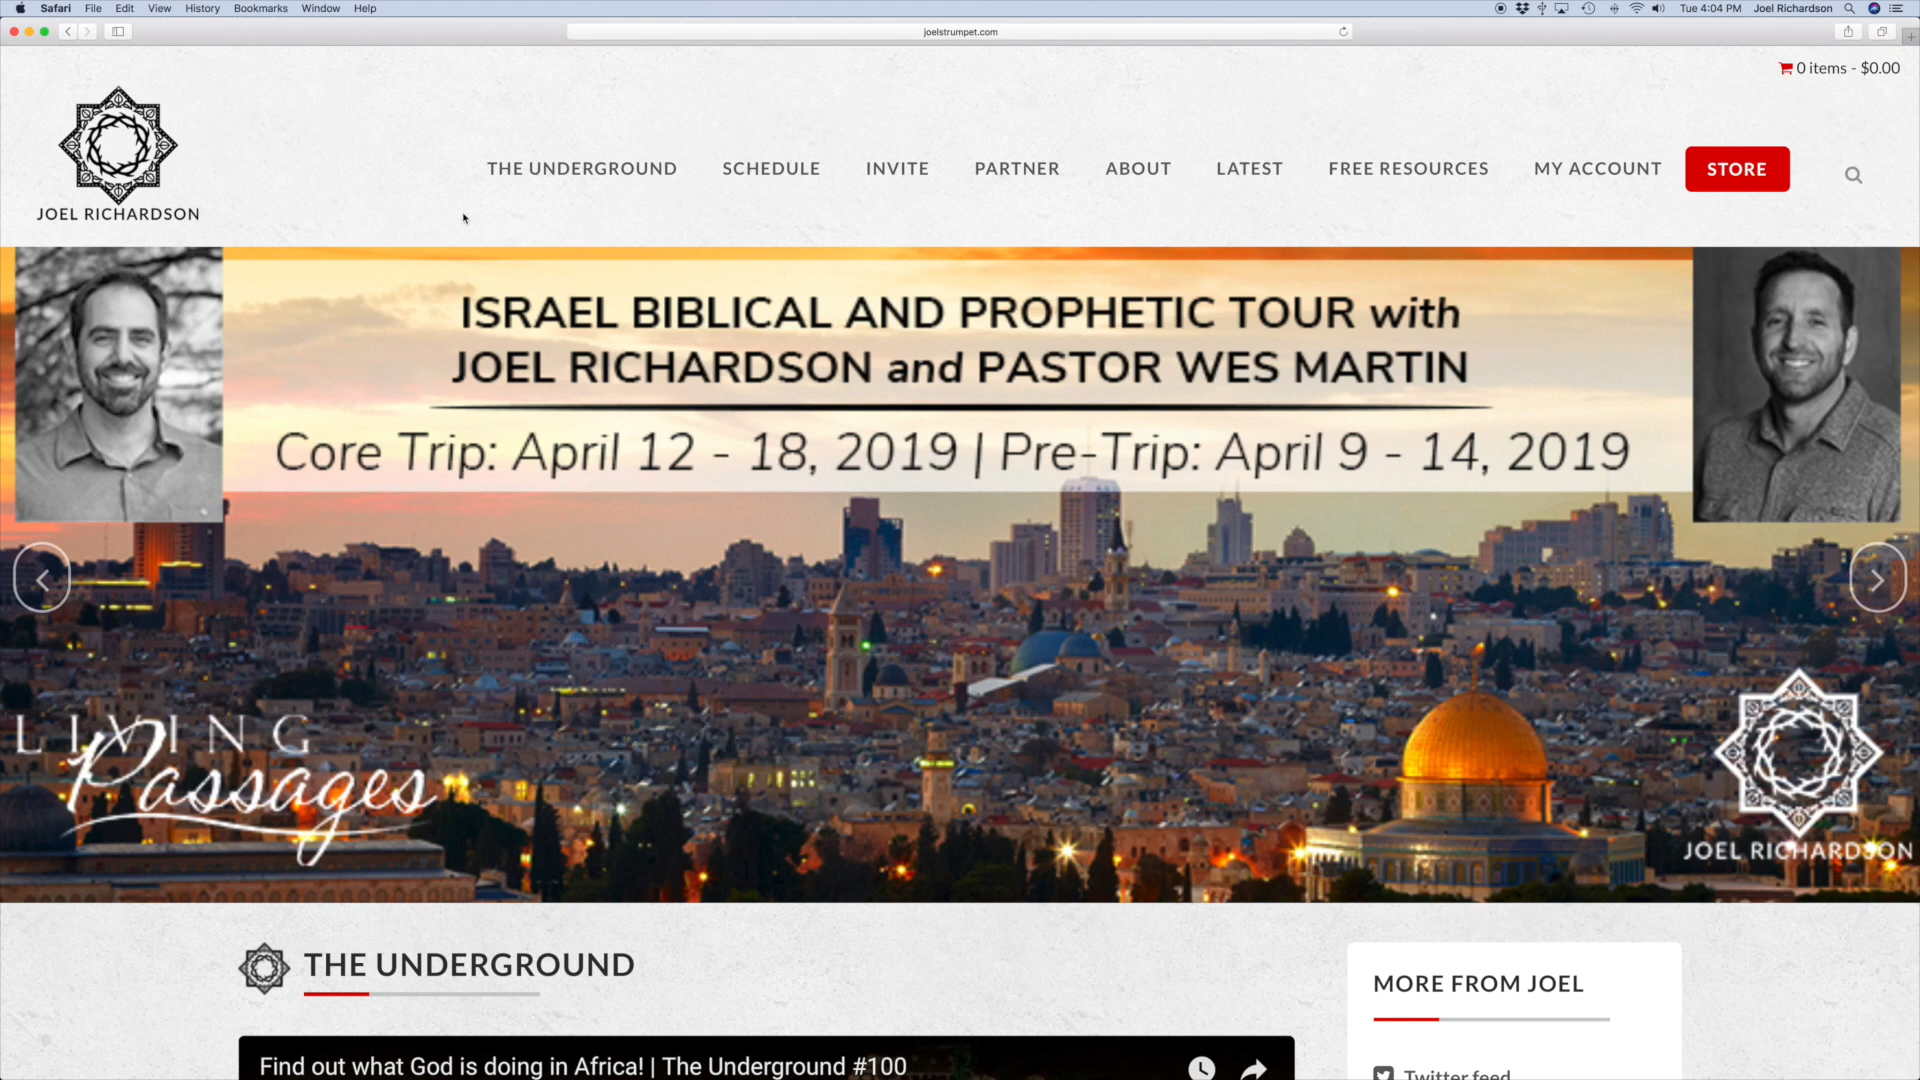 Safari File Edit View History Bookmarks Window Help
Tue 4:04 PM Joel Richardson
joelstrumpet.com
0 items - $0.00
JOEL RICHARDSON
THE UNDERGROUND SCHEDULE INVITE PARTNER ABOUT LATEST FREE RESOURCES MY ACCOUNT STORE
ISRAEL BIBLICAL AND PROPHETIC TOUR with
JOEL RICHARDSON and PASTOR WES MARTIN
Core Trip: April 12 - 18, 2019 | Pre-Trip: April 9 - 14, 2019
LIVING
Passages
JOEL RICHARDSON
THE UNDERGROUND
MORE FROM JOEL
Find out what God is doing in Africa! | The Underground #100
Twitter feed